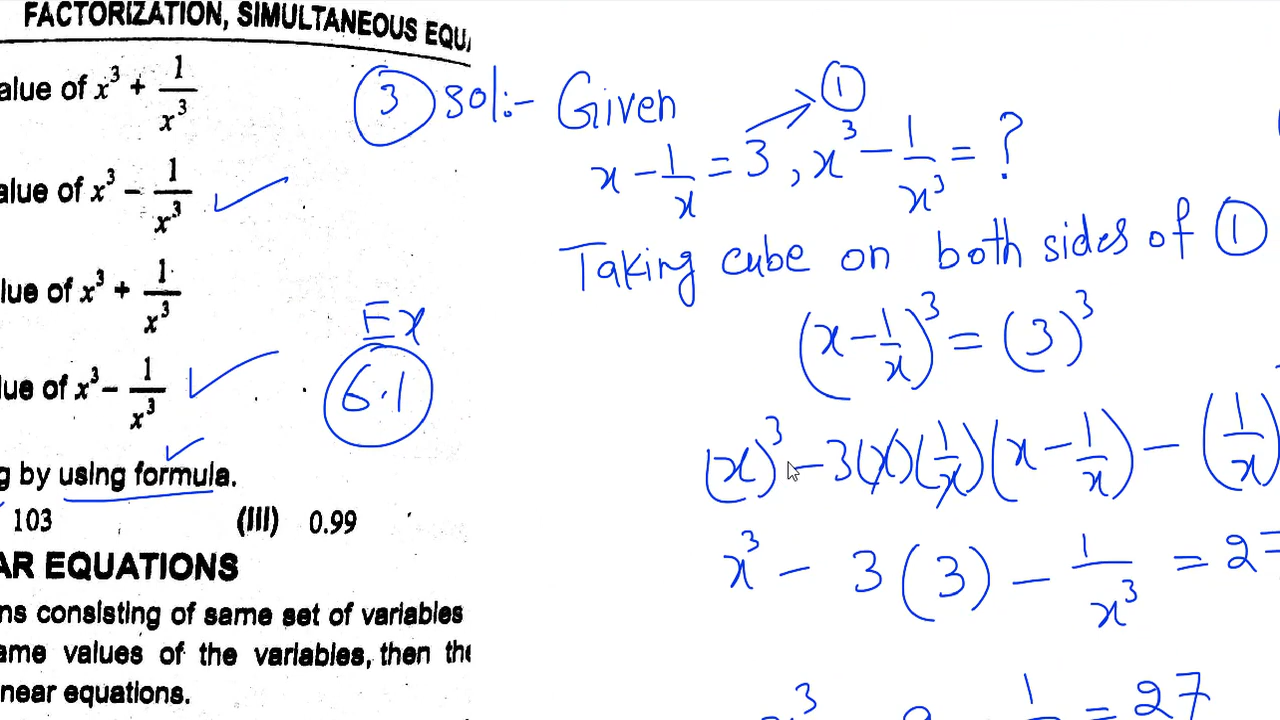 FACTORIZATION, SIMULTANEOUS EQU
alue of x³ + 1/x³
alue of x³ - 1/x³
lue of x³ + 1/x³
lue of x³ - 1/x³
g by using formula.
103 (III) 0.99
AR EQUATIONS
ns consisting of same set of variables
ame values of the variables, then the
near equations.
Ex
6.1
3 sol:- Given
x - 1/x = 3, x³ - 1/x³ = ?
1
Taking cube on both sides of 1
(x - 1/x)³ = (3)³
(x)³ - 3(x)(1/x)(x - 1/x) - (1/x)
x³ - 3(3) - 1/x³ = 27
= 27